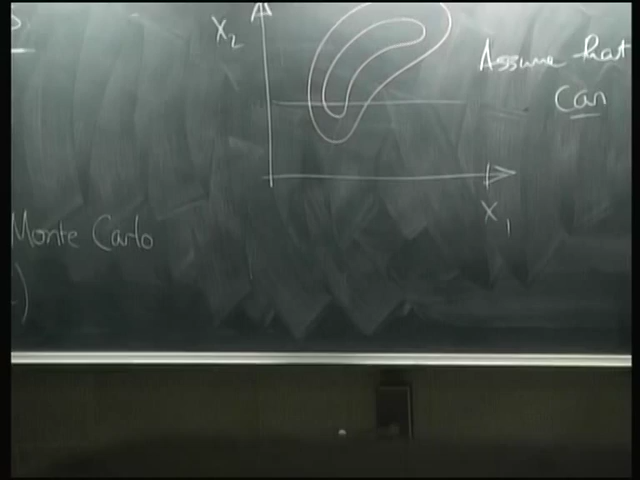 X₂
Assume that
can
X₁
Monte Carlo
)